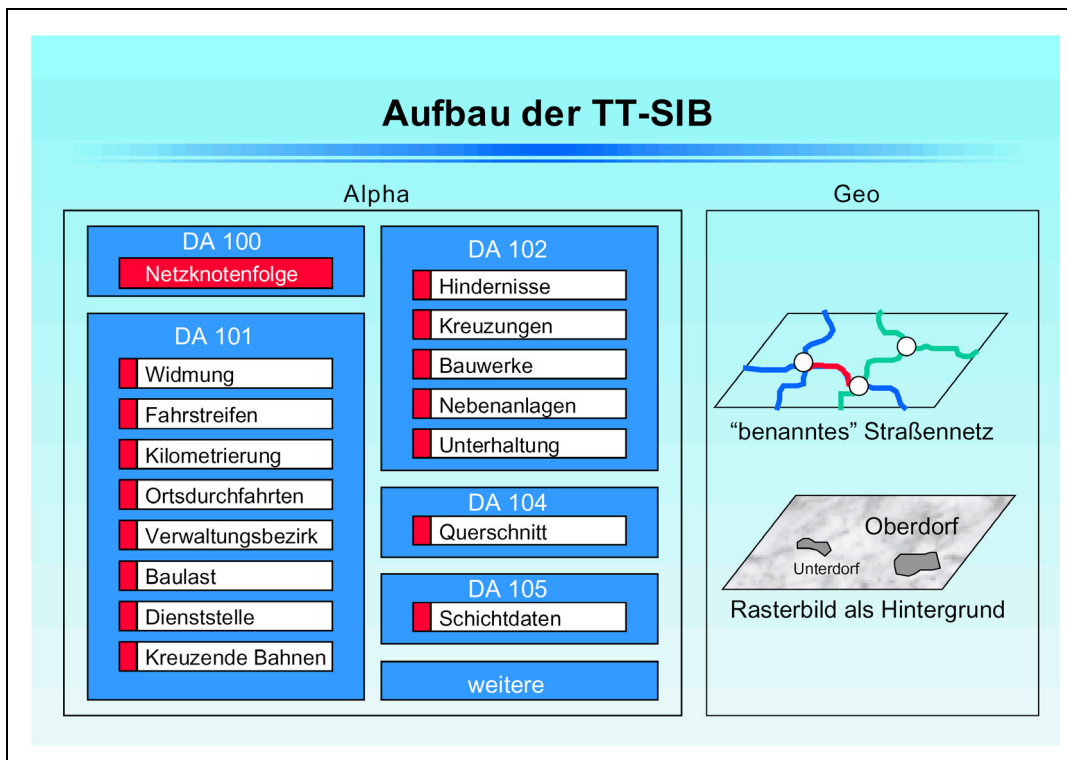 Aufbau der TT-SIB
Alpha
DA 100
Netzknotenfolge
DA 101
Widmung
Fahrstreifen
Kilometrierung
Ortsdurchfahrten
Verwaltungsbezirk
Baulast
Dienststelle
Kreuzende Bahnen
DA 102
Hindernisse
Kreuzungen
Bauwerke
Nebenanlagen
Unterhaltung
DA 104
Querschnitt
DA 105
Schichtdaten
weitere
Geo
“benanntes” Straßennetz
Oberdorf
Unterdorf
Rasterbild als Hintergrund